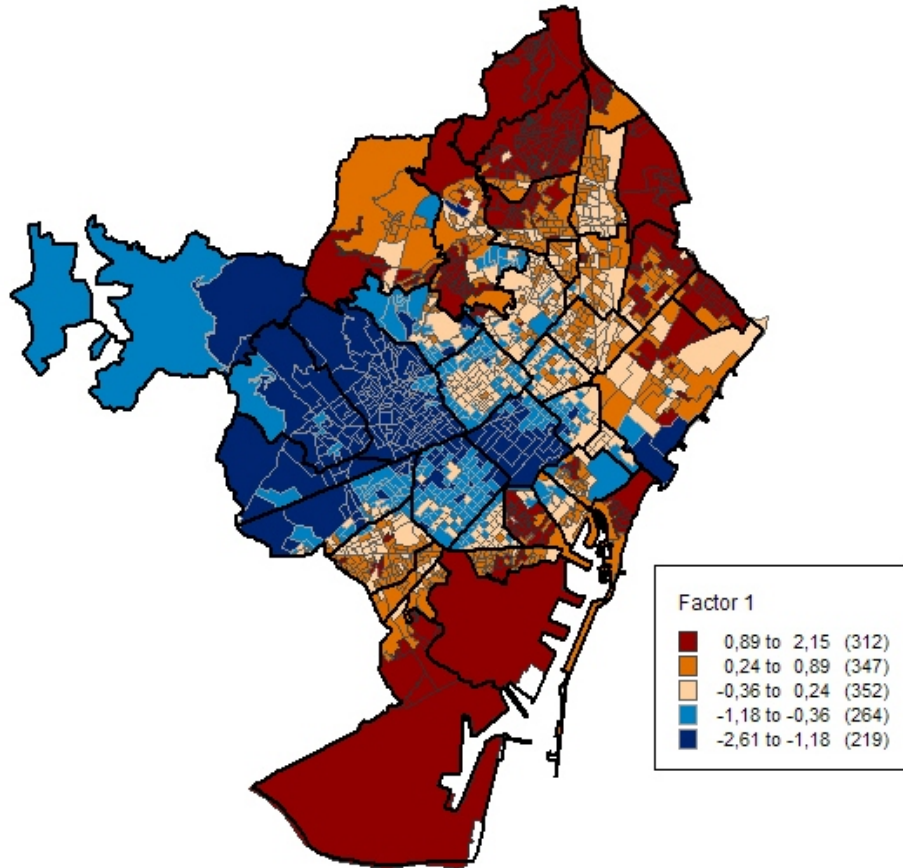 Factor 1
0,89 to 2,15 (312)
0,24 to 0,89 (347)
-0,36 to 0,24 (352)
-1,18 to -0,36 (264)
-2,61 to -1,18 (219)